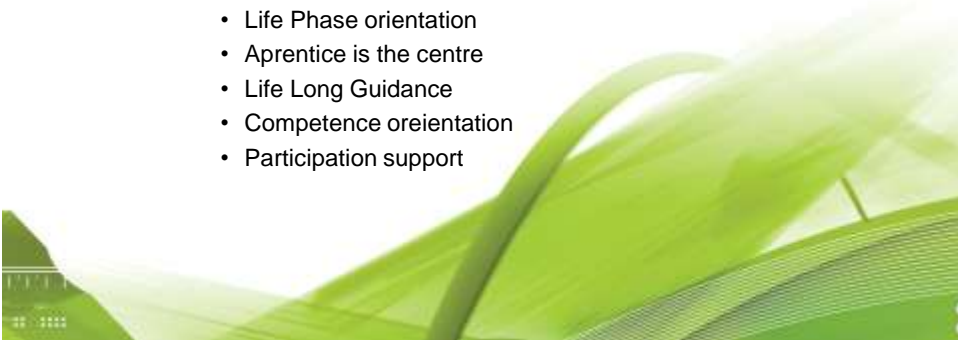 • Life Phase orientation
• Aprentice is the centre
• Life Long Guidance
• Competence oreientation
• Participation support